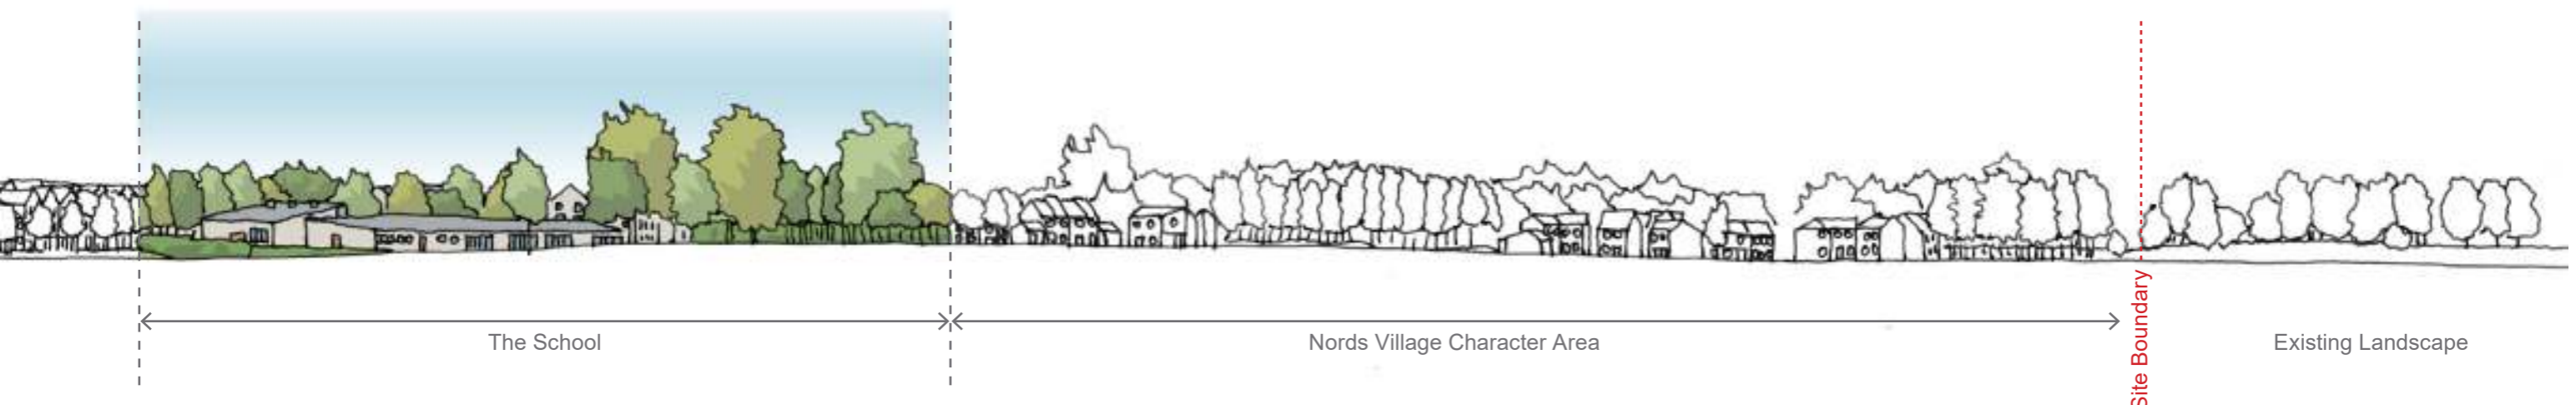 The School
Nords Village Character Area
Site Boundary
Existing Landscape